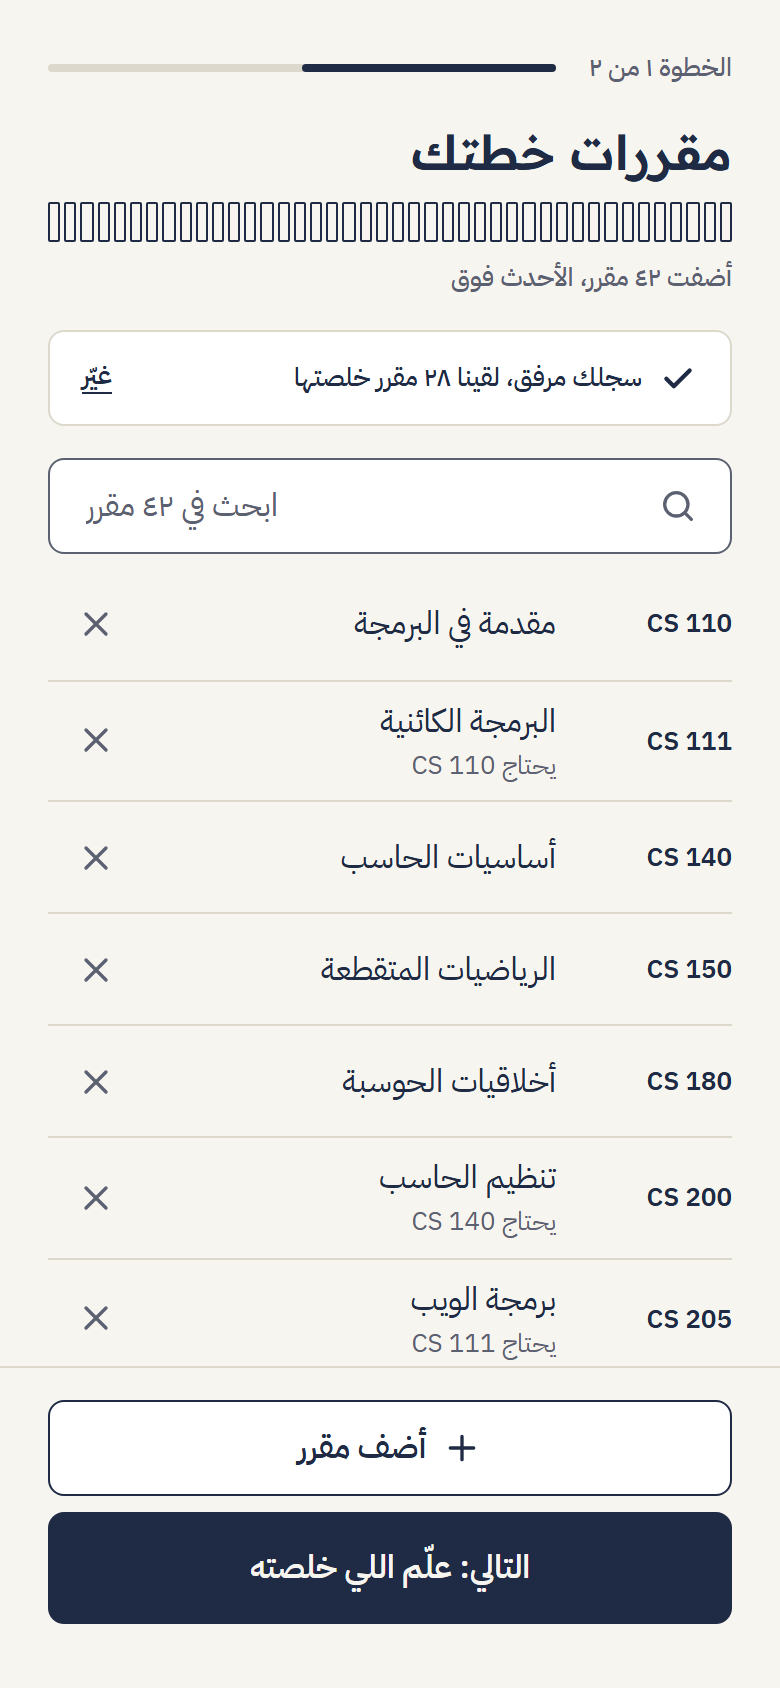 الخطوة ١ من ٢
مقررات خطتك
أضفت ٤٢ مقرر، الأحدث فوق
سجلك مرفق، لقينا ٢٨ مقرر خلصتها
غيّر
ابحث في ٤٢ مقرر
CS 110 مقدمة في البرمجة
CS 111 البرمجة الكائنية
يحتاج CS 110
CS 140 أساسيات الحاسب
CS 150 الرياضيات المتقطعة
CS 180 أخلاقيات الحوسبة
CS 200 تنظيم الحاسب
يحتاج CS 140
CS 205 برمجة الويب
يحتاج CS 111
أضف مقرر
التالي: علّم اللي خلصته